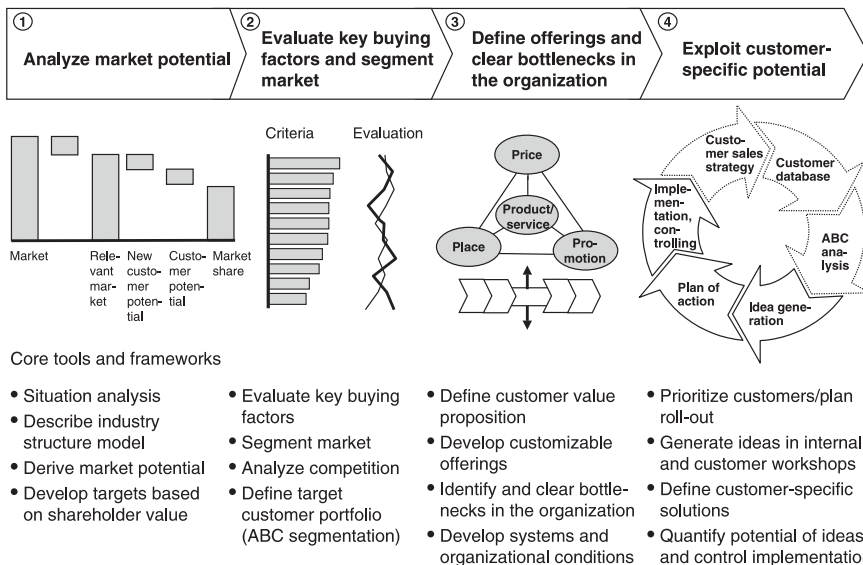 1
Analyze market potential
2
Evaluate key buying
factors and segment
market
3
Define offerings and
clear bottlenecks in
the organization
4
Exploit customer-
specific potential
Market
Rele-
vant
mar-
ket
New
custo-
mer
potential
Custo-
mer
poten-
tial
Market
share
Criteria
Evaluation
Price
Product/
service
Place
Pro-
motion
Custo-
mer sales
strategy
Customer
database
ABC
ana-
lysis
Idea gene-
ration
Plan of
action
Implemen-
tation,
con-
trolling
Core tools and frameworks
• Situation analysis
• Describe industry
structure model
• Derive market potential
• Develop targets based
on shareholder value
• Evaluate key buying
factors
• Segment market
• Analyze competition
• Define target
customer portfolio
(ABC segmentation)
• Define customer value
proposition
• Develop customizable
offerings
• Identify and clear bottle-
necks in the organization
• Develop systems and
organizational conditions
• Prioritize customers/plan
roll-out
• Generate ideas in internal
and customer workshops
• Define customer-specific
solutions
• Quantify potential of ideas
and control implementatio